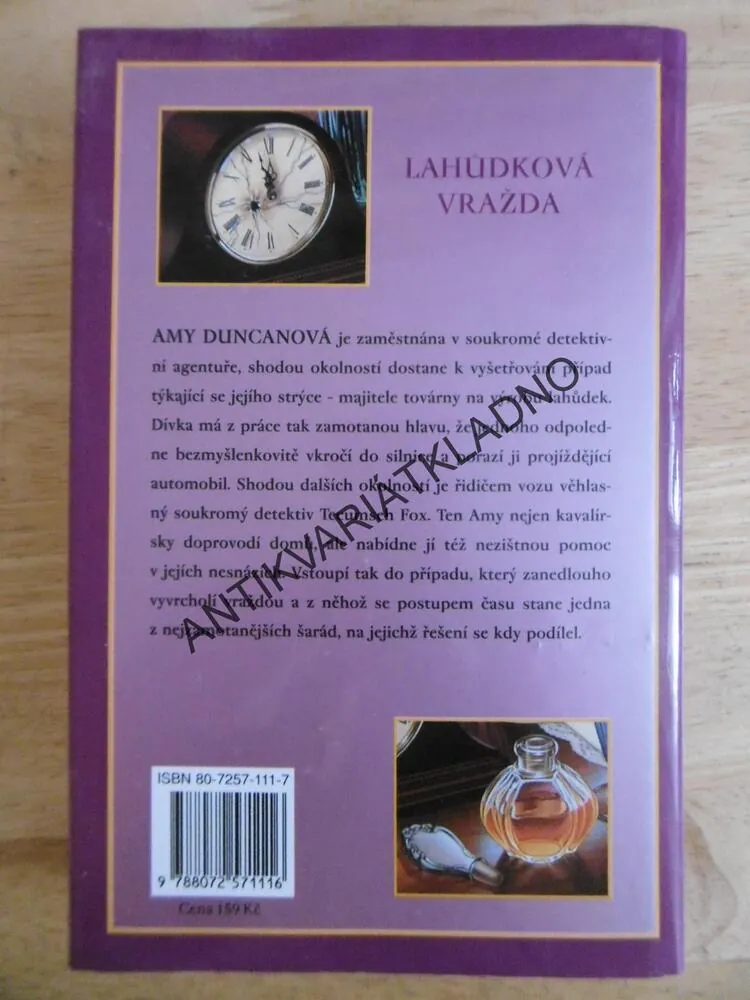 LAHŮDKOVÁ
VRAŽDA
AMY DUNCANOVÁ je zaměstnána v soukromé detektiv-
ní agentuře, shodou okolností dostane k vyšetřování případ
týkající se jejího strýce - majitele továrny na výrobu lahůdek.
Dívka má z práce tak zamotanou hlavu, že jednoho odpoled-
ne bezmyšlenkovitě vkročí do silnice a porazí ji projíždějící
automobil. Shodou dalších okolností je řidičem vozu věhlas-
ný soukromý detektiv Tecumseh Fox. Ten Amy nejen kavalír-
sky doprovodí domů, ale nabídne jí též nezištnou pomoc
v jejích nesnázích. Vstoupí tak do případu, který zanedlouho
vyvrcholí vraždou a z něhož se postupem času stane jedna
z nejzamotanějších šarád, na jejichž řešení se kdy podílel.
ANTIKVARIÁTKLADNO
ISBN 80-7257-111-7
9 788072 571116
Cena 189 Kč